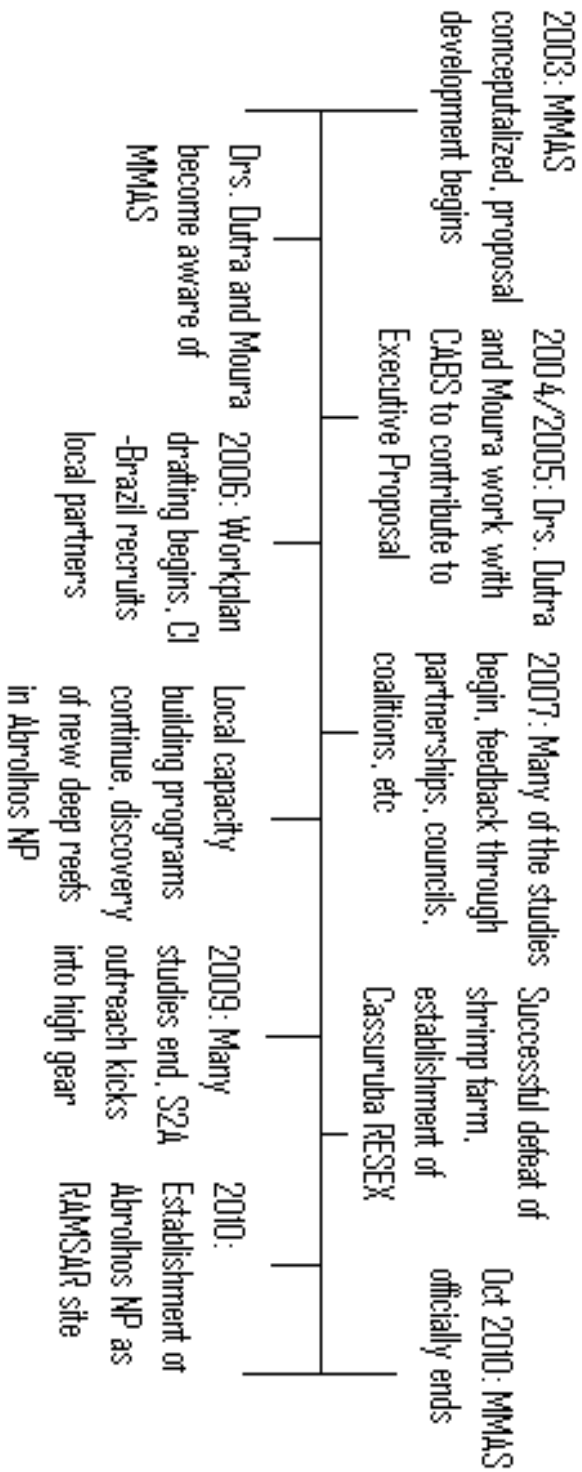 2003: MMAS
conceputalized, proposal
development begins
Drs. Dutra and Moura
become aware of
MMAS
2004/2005: Drs. Dutra
and Moura work with
CABS to contribute to
Executive Proposal
2006: Workplan
drafting begins, CI
-Brazil recruits
local partners
2007: Many of the studies
begin, feedback through
partnerships, councils,
coalitions, etc
Local capacity
building programs
continue, discovery
of new deep reefs
in Abrolhos NP
2009: Many
studies end, S2A
outreach kicks
into high gear
Successful defeat of
shrimp farm,
establishment of
Cassuruba RESEX
2010:
Establishment of
Abrolhos NP as
RAMSAR site
Oct 2010: MMAS
officially ends